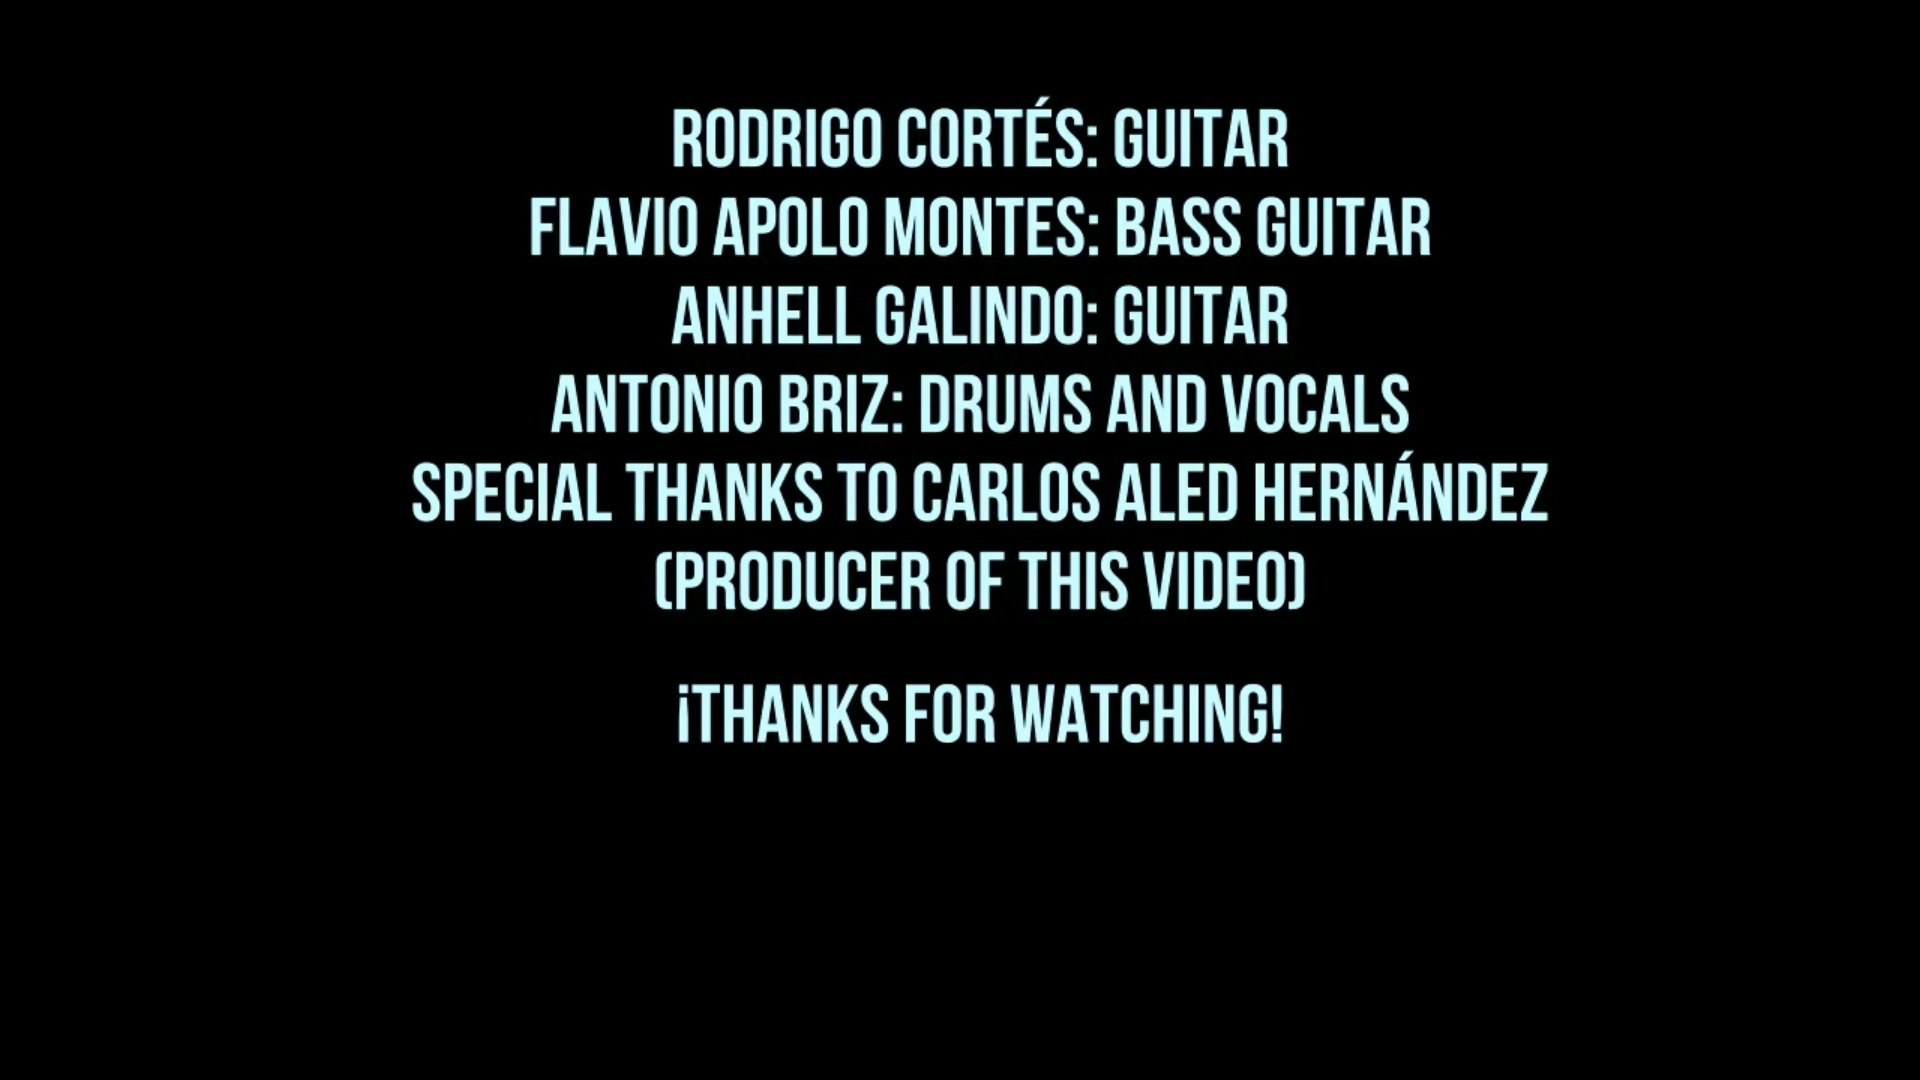 RODRIGO CORTÉS: GUITAR
FLAVIO APOLO MONTES: BASS GUITAR
ANHELL GALINDO: GUITAR
ANTONIO BRIZ: DRUMS AND VOCALS
SPECIAL THANKS TO CARLOS ALED HERNÁNDEZ
(PRODUCER OF THIS VIDEO)
¡THANKS FOR WATCHING!